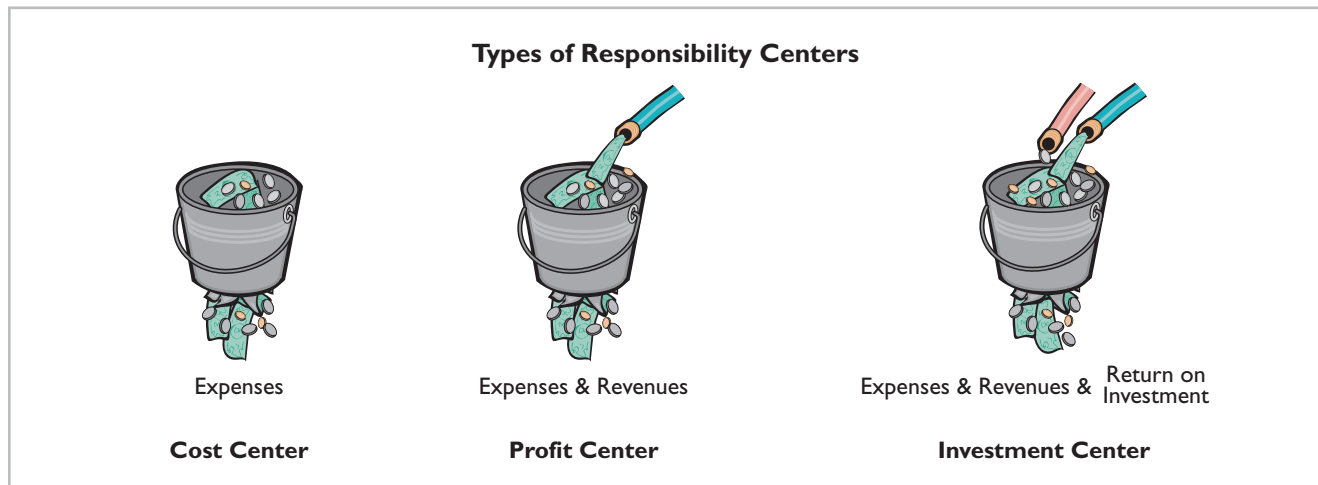 Types of Responsibility Centers
Expenses
Expenses & Revenues
Expenses & Revenues & Return on
Investment
Cost Center
Profit Center
Investment Center